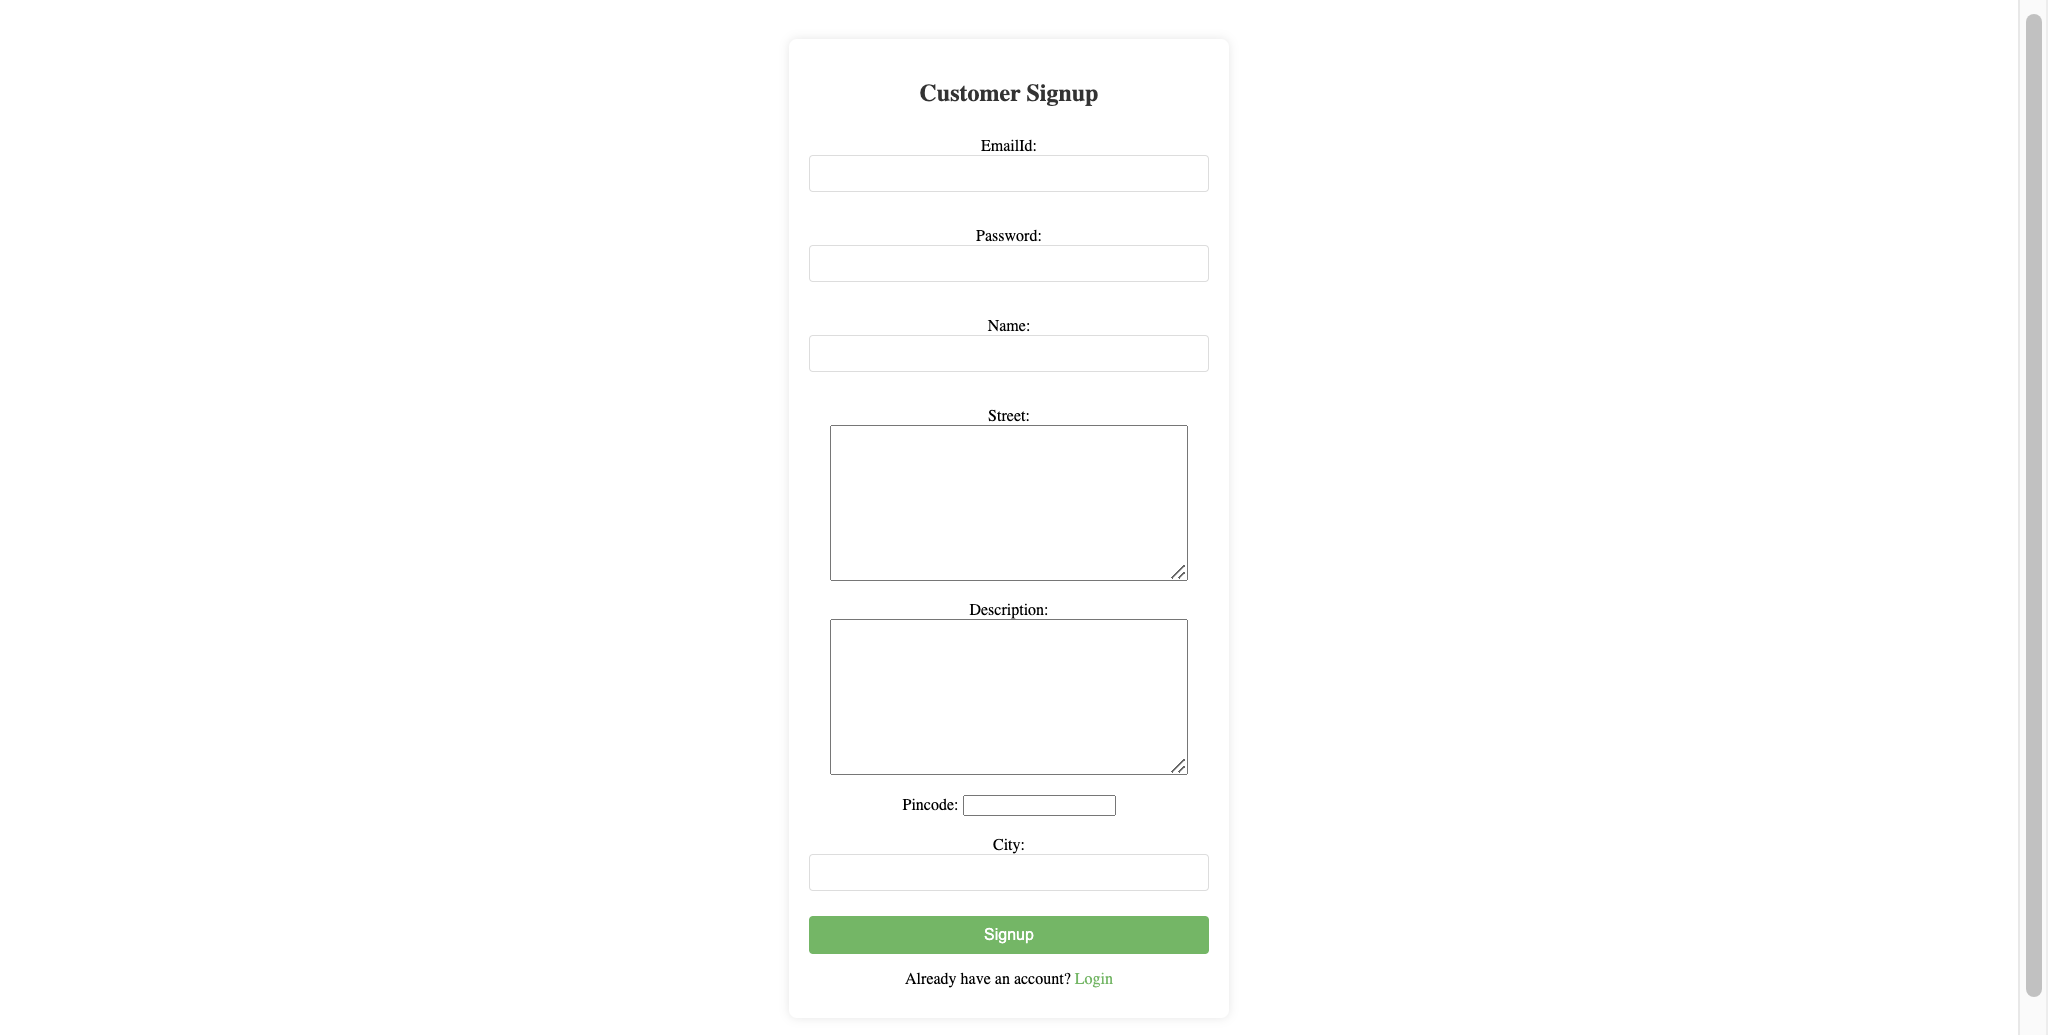 Customer Signup
EmailId:
Password:
Name:
Street:
Description:
Pincode:
City:
Signup
Already have an account? Login